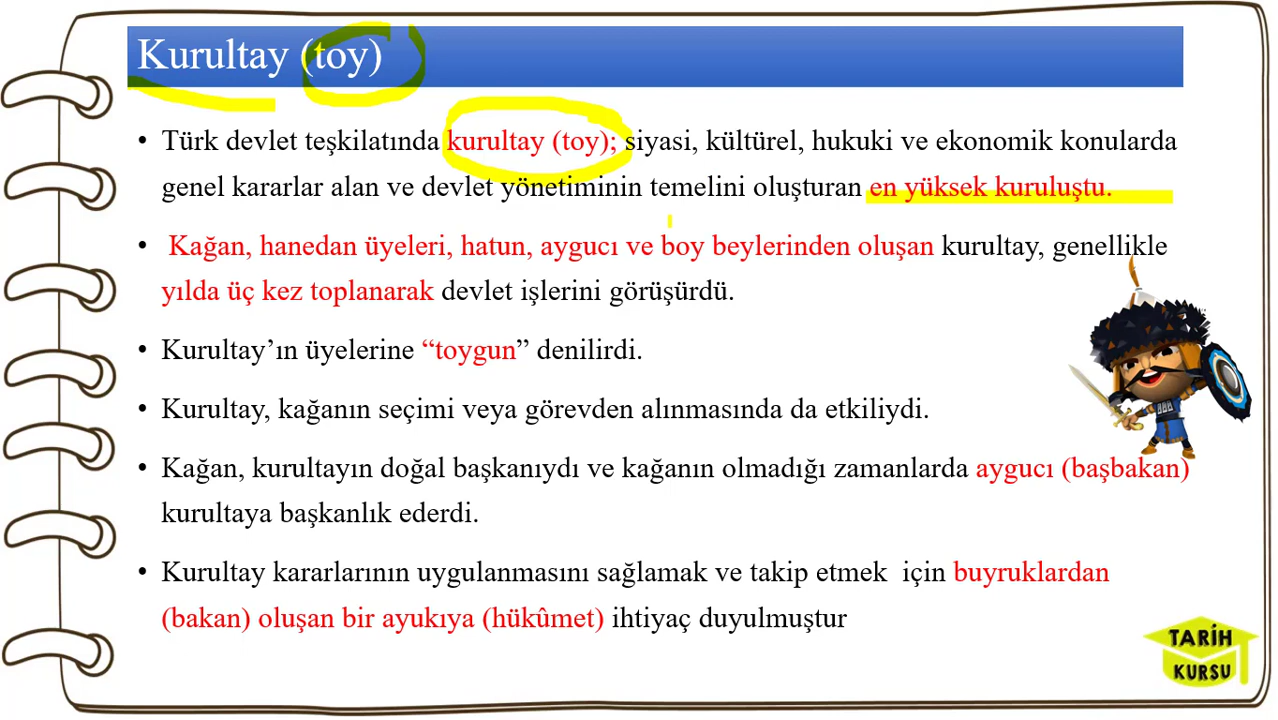 Kurultay (toy)
• Türk devlet teşkilatında kurultay (toy); siyasi, kültürel, hukuki ve ekonomik konularda
genel kararlar alan ve devlet yönetiminin temelini oluşturan en yüksek kuruluştu.
• Kağan, hanedan üyeleri, hatun, aygucı ve boy beylerinden oluşan kurultay, genellikle
yılda üç kez toplanarak devlet işlerini görüşürdü.
• Kurultay’ın üyelerine “toygun” denilirdi.
• Kurultay, kağanın seçimi veya görevden alınmasında da etkiliydi.
• Kağan, kurultayın doğal başkanıydı ve kağanın olmadığı zamanlarda aygucı (başbakan)
kurultaya başkanlık ederdi.
• Kurultay kararlarının uygulanmasını sağlamak ve takip etmek için buyruklardan
(bakan) oluşan bir ayukıya (hükûmet) ihtiyaç duyulmuştur
TARİH
KURSU